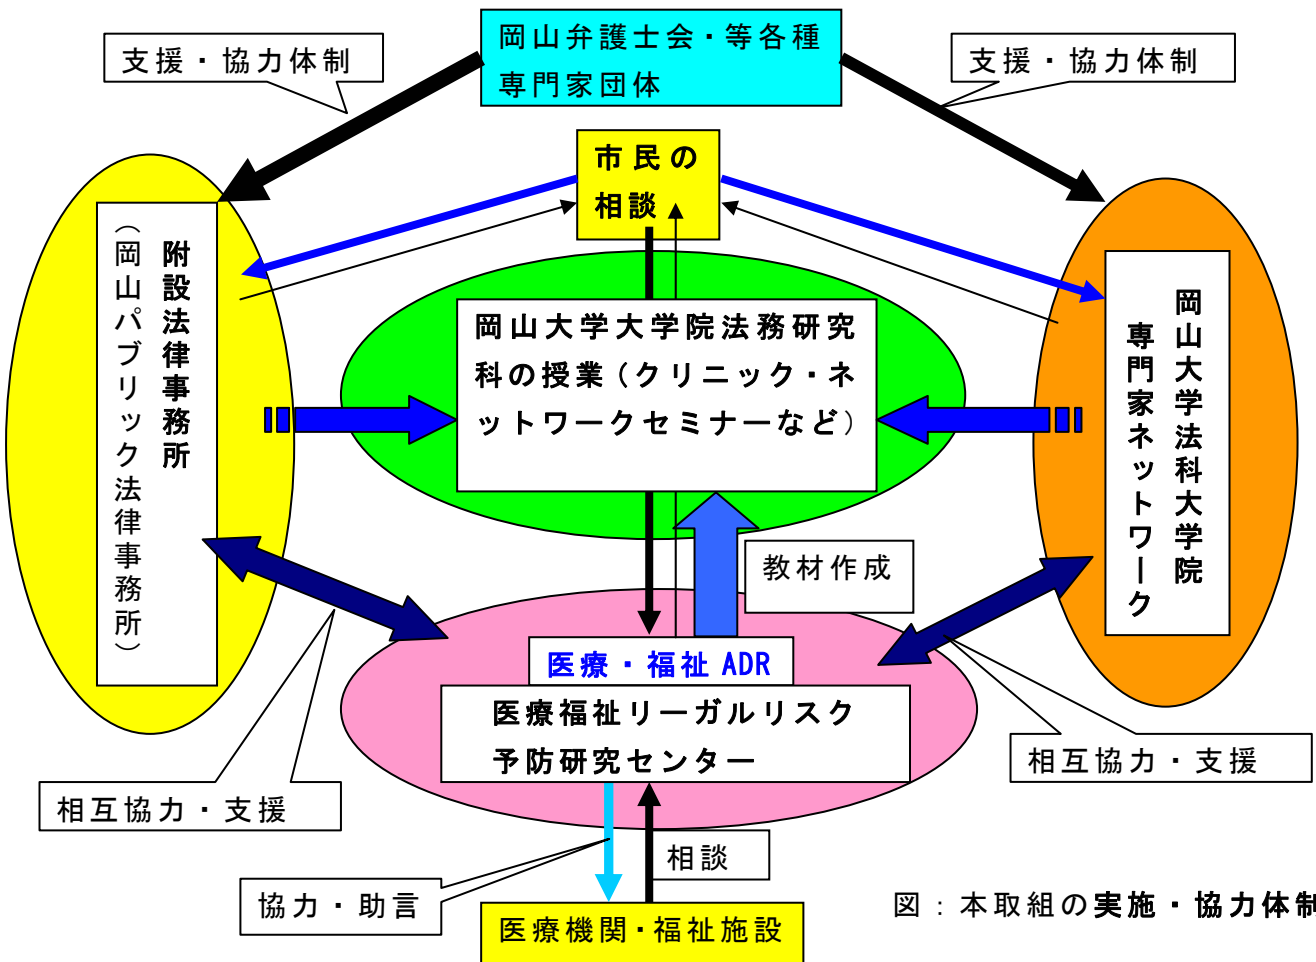 岡山弁護士会・等各種
専門家団体
支援・協力体制
支援・協力体制
市民の
相談
附設法律事務所
（岡山パブリック法律事務所）
岡山大学大学院法務研究
科の授業（クリニック・ネ
ットワークセミナーなど）
岡山大学法科大学院
専門家ネットワーク
教材作成
医療・福祉 ADR
医療福祉リーガルリスク
予防研究センター
相互協力・支援
相互協力・支援
相談
協力・助言
医療機関・福祉施設
図：本取組の実施・協力体制